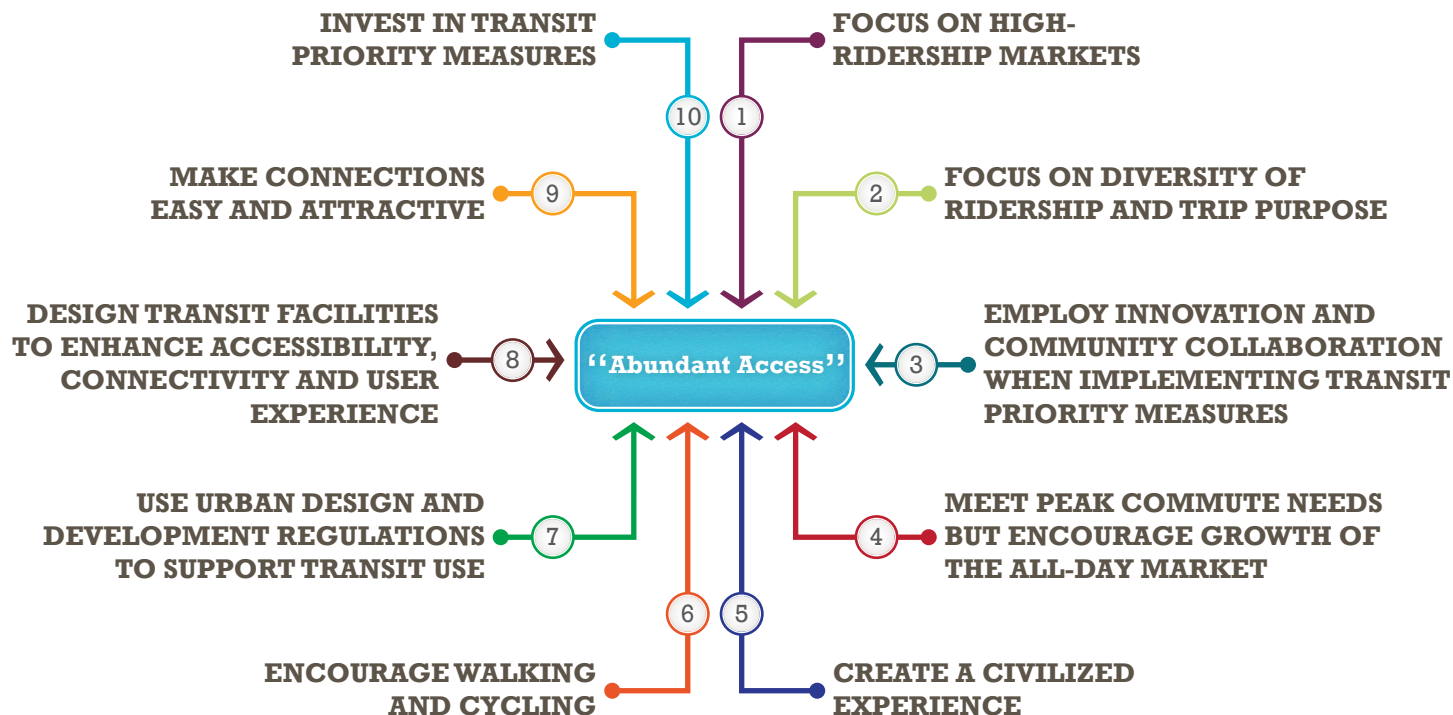 INVEST IN TRANSIT
PRIORITY MEASURES
10
FOCUS ON HIGH-
RIDERSHIP MARKETS
1
MAKE CONNECTIONS
EASY AND ATTRACTIVE
9
FOCUS ON DIVERSITY OF
RIDERSHIP AND TRIP PURPOSE
2
DESIGN TRANSIT FACILITIES
TO ENHANCE ACCESSIBILITY,
CONNECTIVITY AND USER
EXPERIENCE
8
“Abundant Access”
3
EMPLOY INNOVATION AND
COMMUNITY COLLABORATION
WHEN IMPLEMENTING TRANSIT
PRIORITY MEASURES
USE URBAN DESIGN AND
DEVELOPMENT REGULATIONS
TO SUPPORT TRANSIT USE
7
MEET PEAK COMMUTE NEEDS
BUT ENCOURAGE GROWTH OF
THE ALL-DAY MARKET
4
ENCOURAGE WALKING
AND CYCLING
6
CREATE A CIVILIZED
EXPERIENCE
5